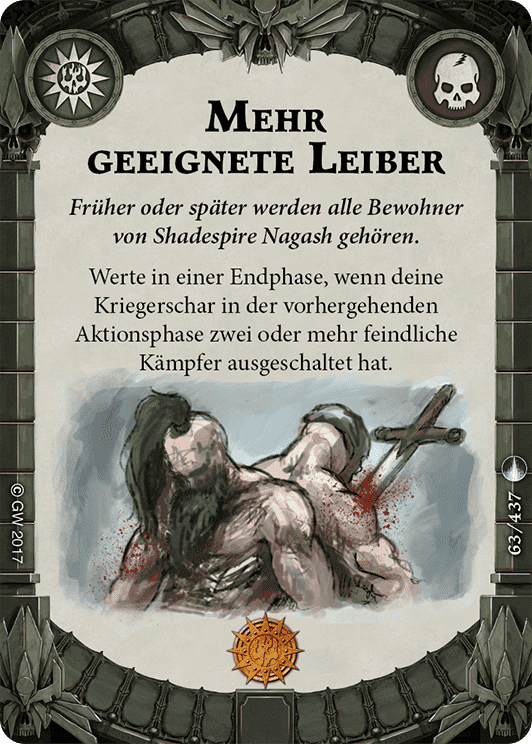 Mehr
geeignete Leiber
Früher oder später werden alle Bewohner
von Shadespire Nagash gehören.
Werte in einer Endphase, wenn deine
Kriegerschar in der vorhergehenden
Aktionsphase zwei oder mehr feindliche
Kämpfer ausgeschaltet hat.
© GW 2017
63/437